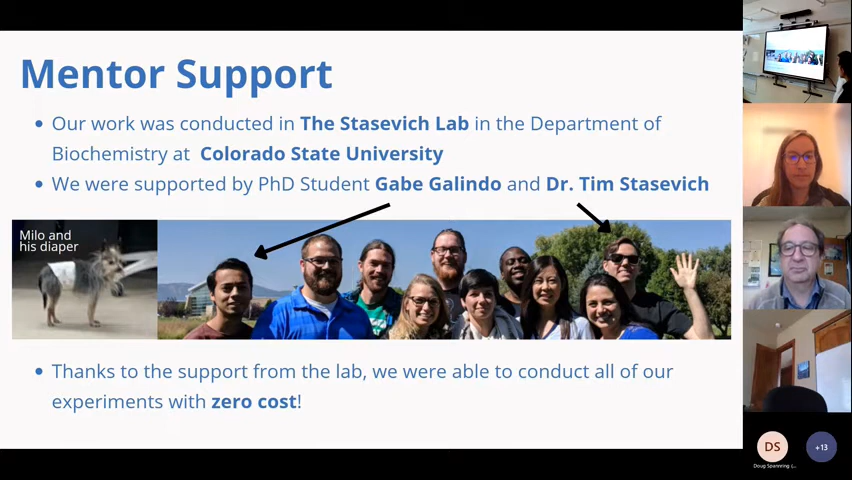 Mentor Support
• Our work was conducted in The Stasevich Lab in the Department of
Biochemistry at Colorado State University
• We were supported by PhD Student Gabe Galindo and Dr. Tim Stasevich
Milo and
his diaper
• Thanks to the support from the lab, we were able to conduct all of our
experiments with zero cost!
DS
+13
Doug Spanning